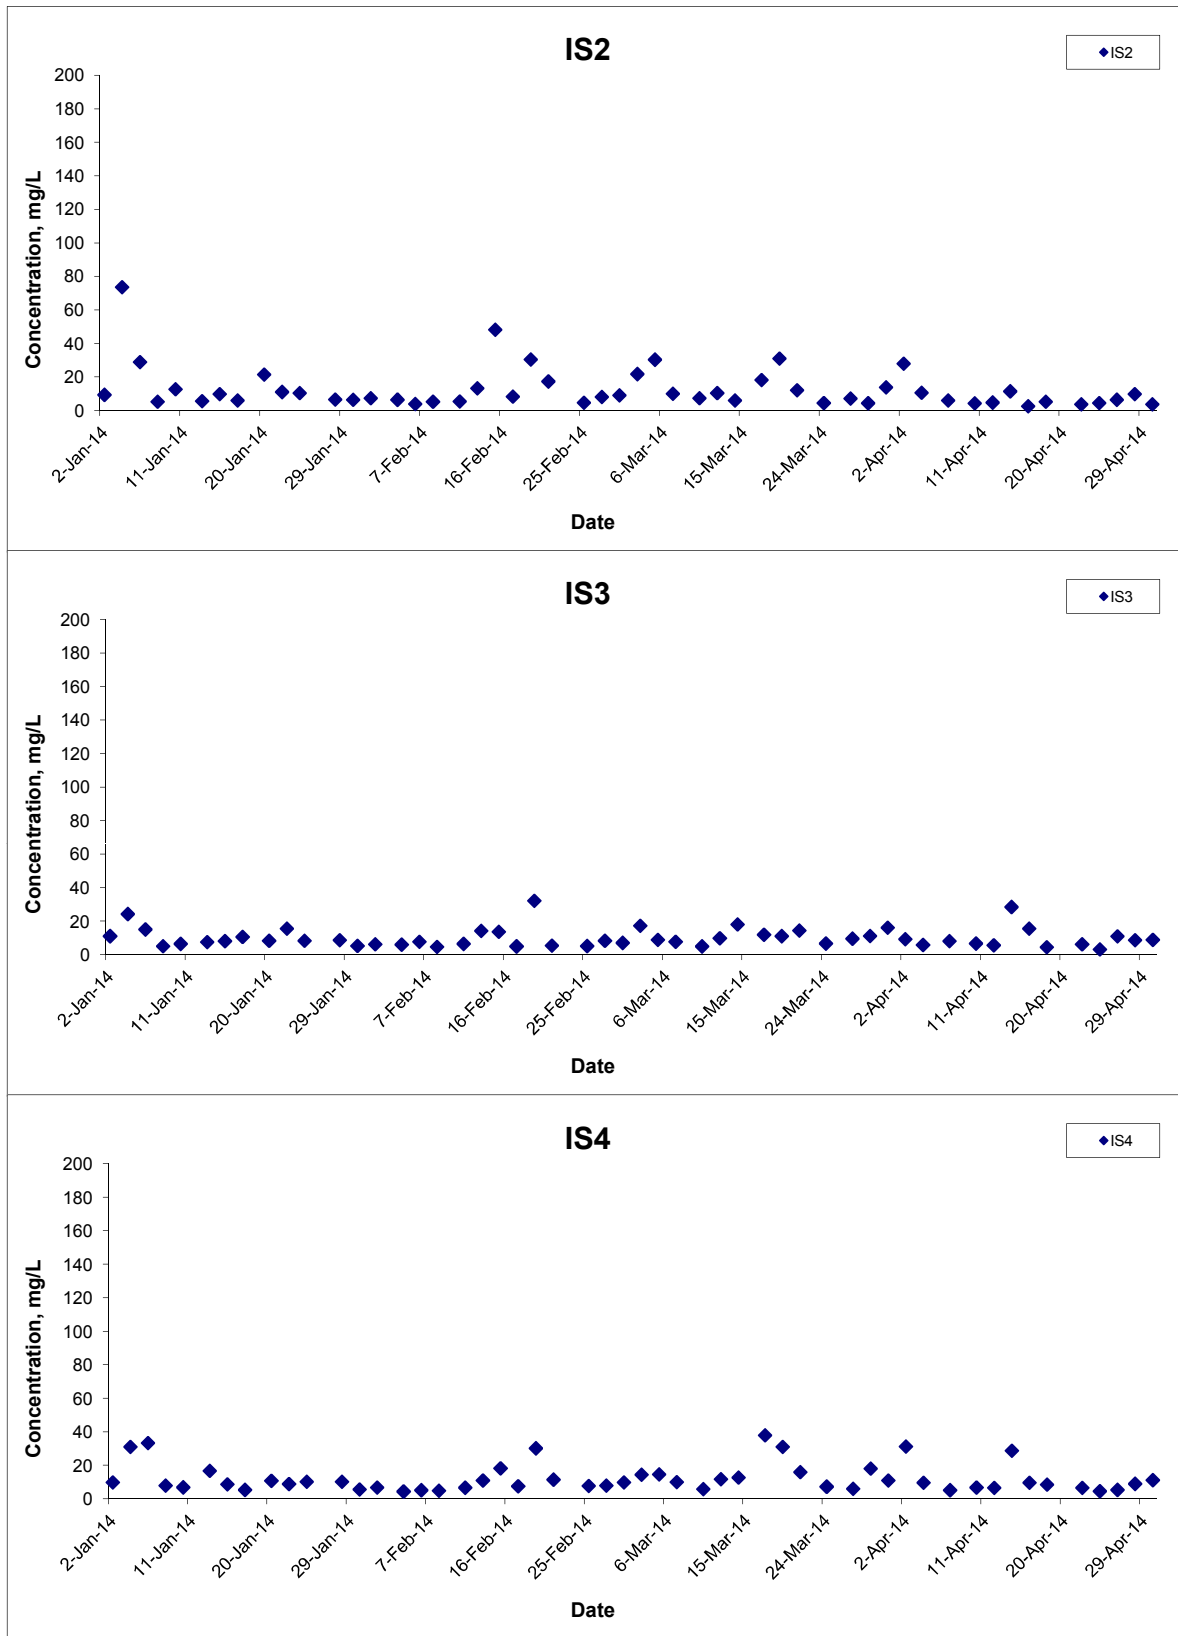 IS2
IS2
200
180
160
140
120
100
80
60
40
20
0
Concentration, mg/L
2-Jan-14
11-Jan-14
20-Jan-14
29-Jan-14
7-Feb-14
16-Feb-14
25-Feb-14
6-Mar-14
15-Mar-14
24-Mar-14
2-Apr-14
11-Apr-14
20-Apr-14
29-Apr-14
Date
IS3
IS3
200
180
160
140
120
100
80
60
40
20
0
Concentration, mg/L
2-Jan-14
11-Jan-14
20-Jan-14
29-Jan-14
7-Feb-14
16-Feb-14
25-Feb-14
6-Mar-14
15-Mar-14
24-Mar-14
2-Apr-14
11-Apr-14
20-Apr-14
29-Apr-14
Date
IS4
IS4
200
180
160
140
120
100
80
60
40
20
0
Concentration, mg/L
2-Jan-14
11-Jan-14
20-Jan-14
29-Jan-14
7-Feb-14
16-Feb-14
25-Feb-14
6-Mar-14
15-Mar-14
24-Mar-14
2-Apr-14
11-Apr-14
20-Apr-14
29-Apr-14
Date